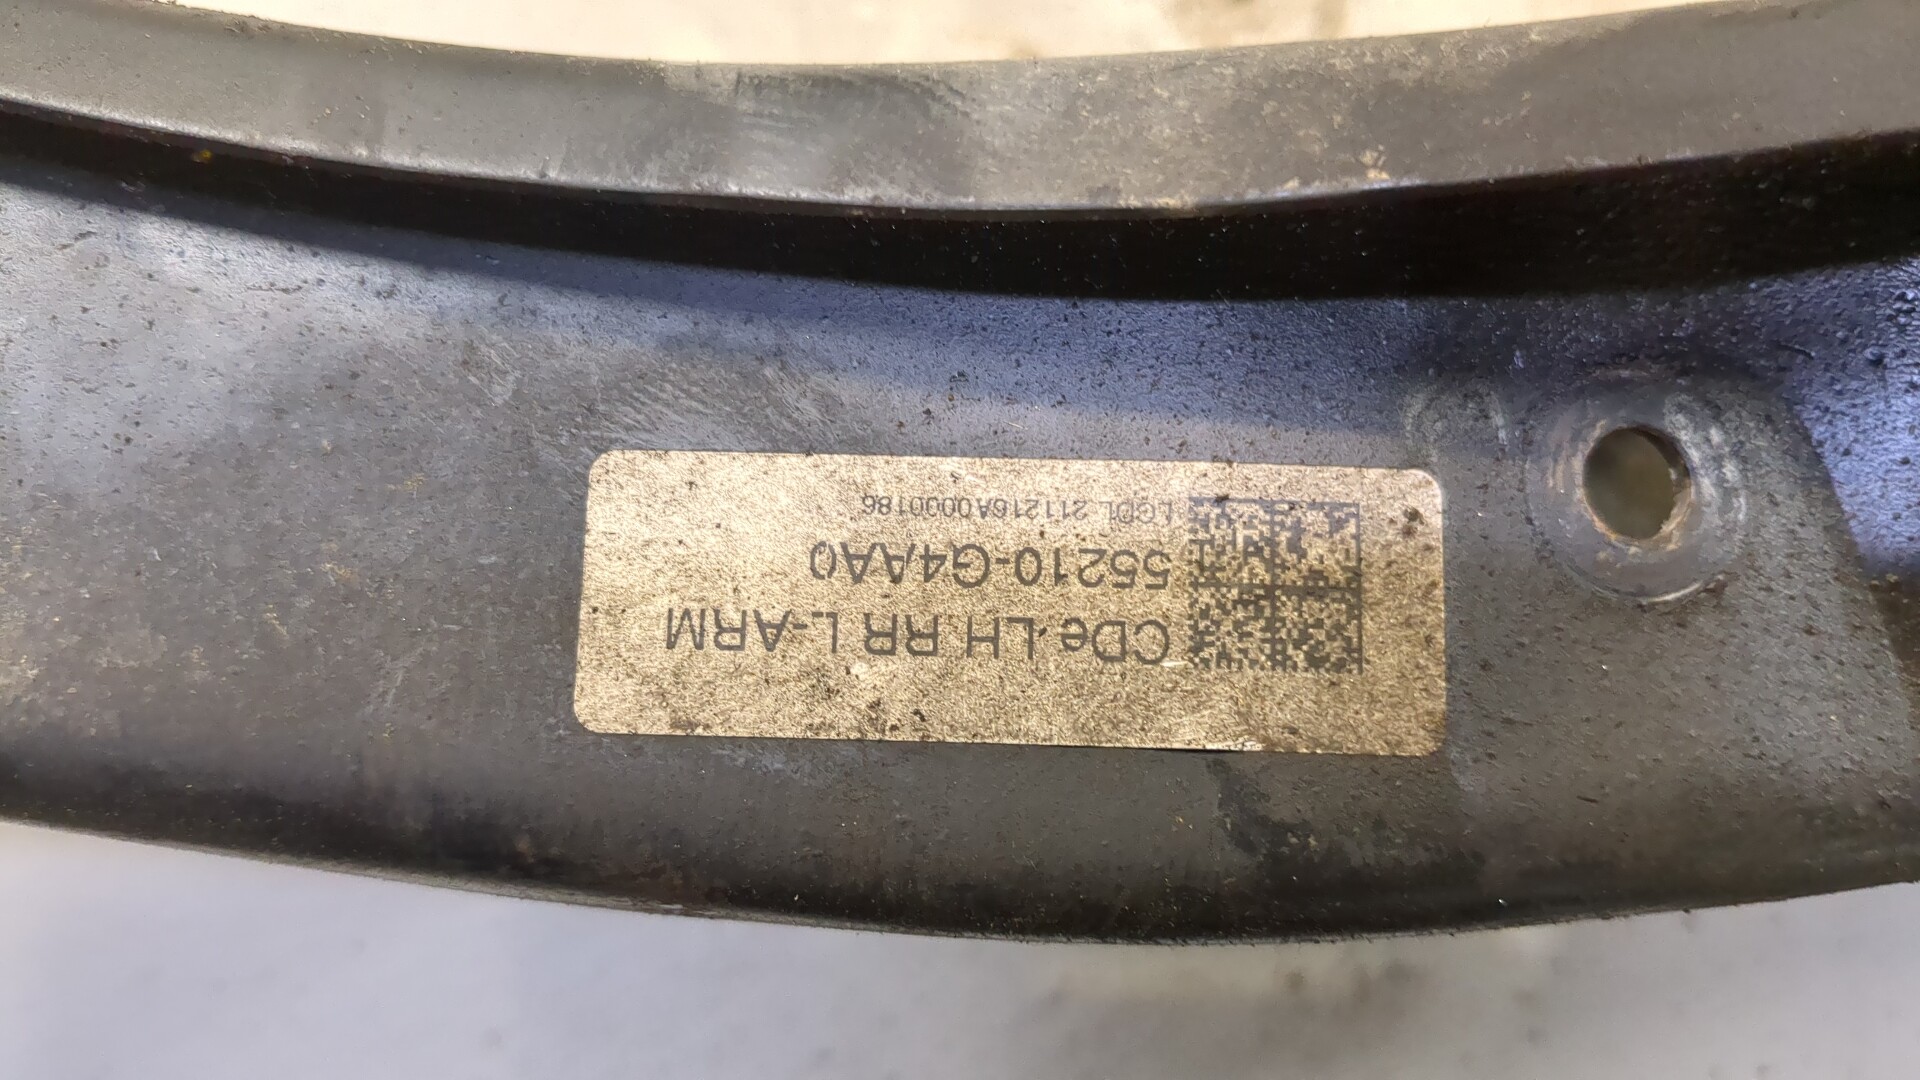 CDe LH RR L-ARM
55210-G4AA0
LGDL 211216A0000186